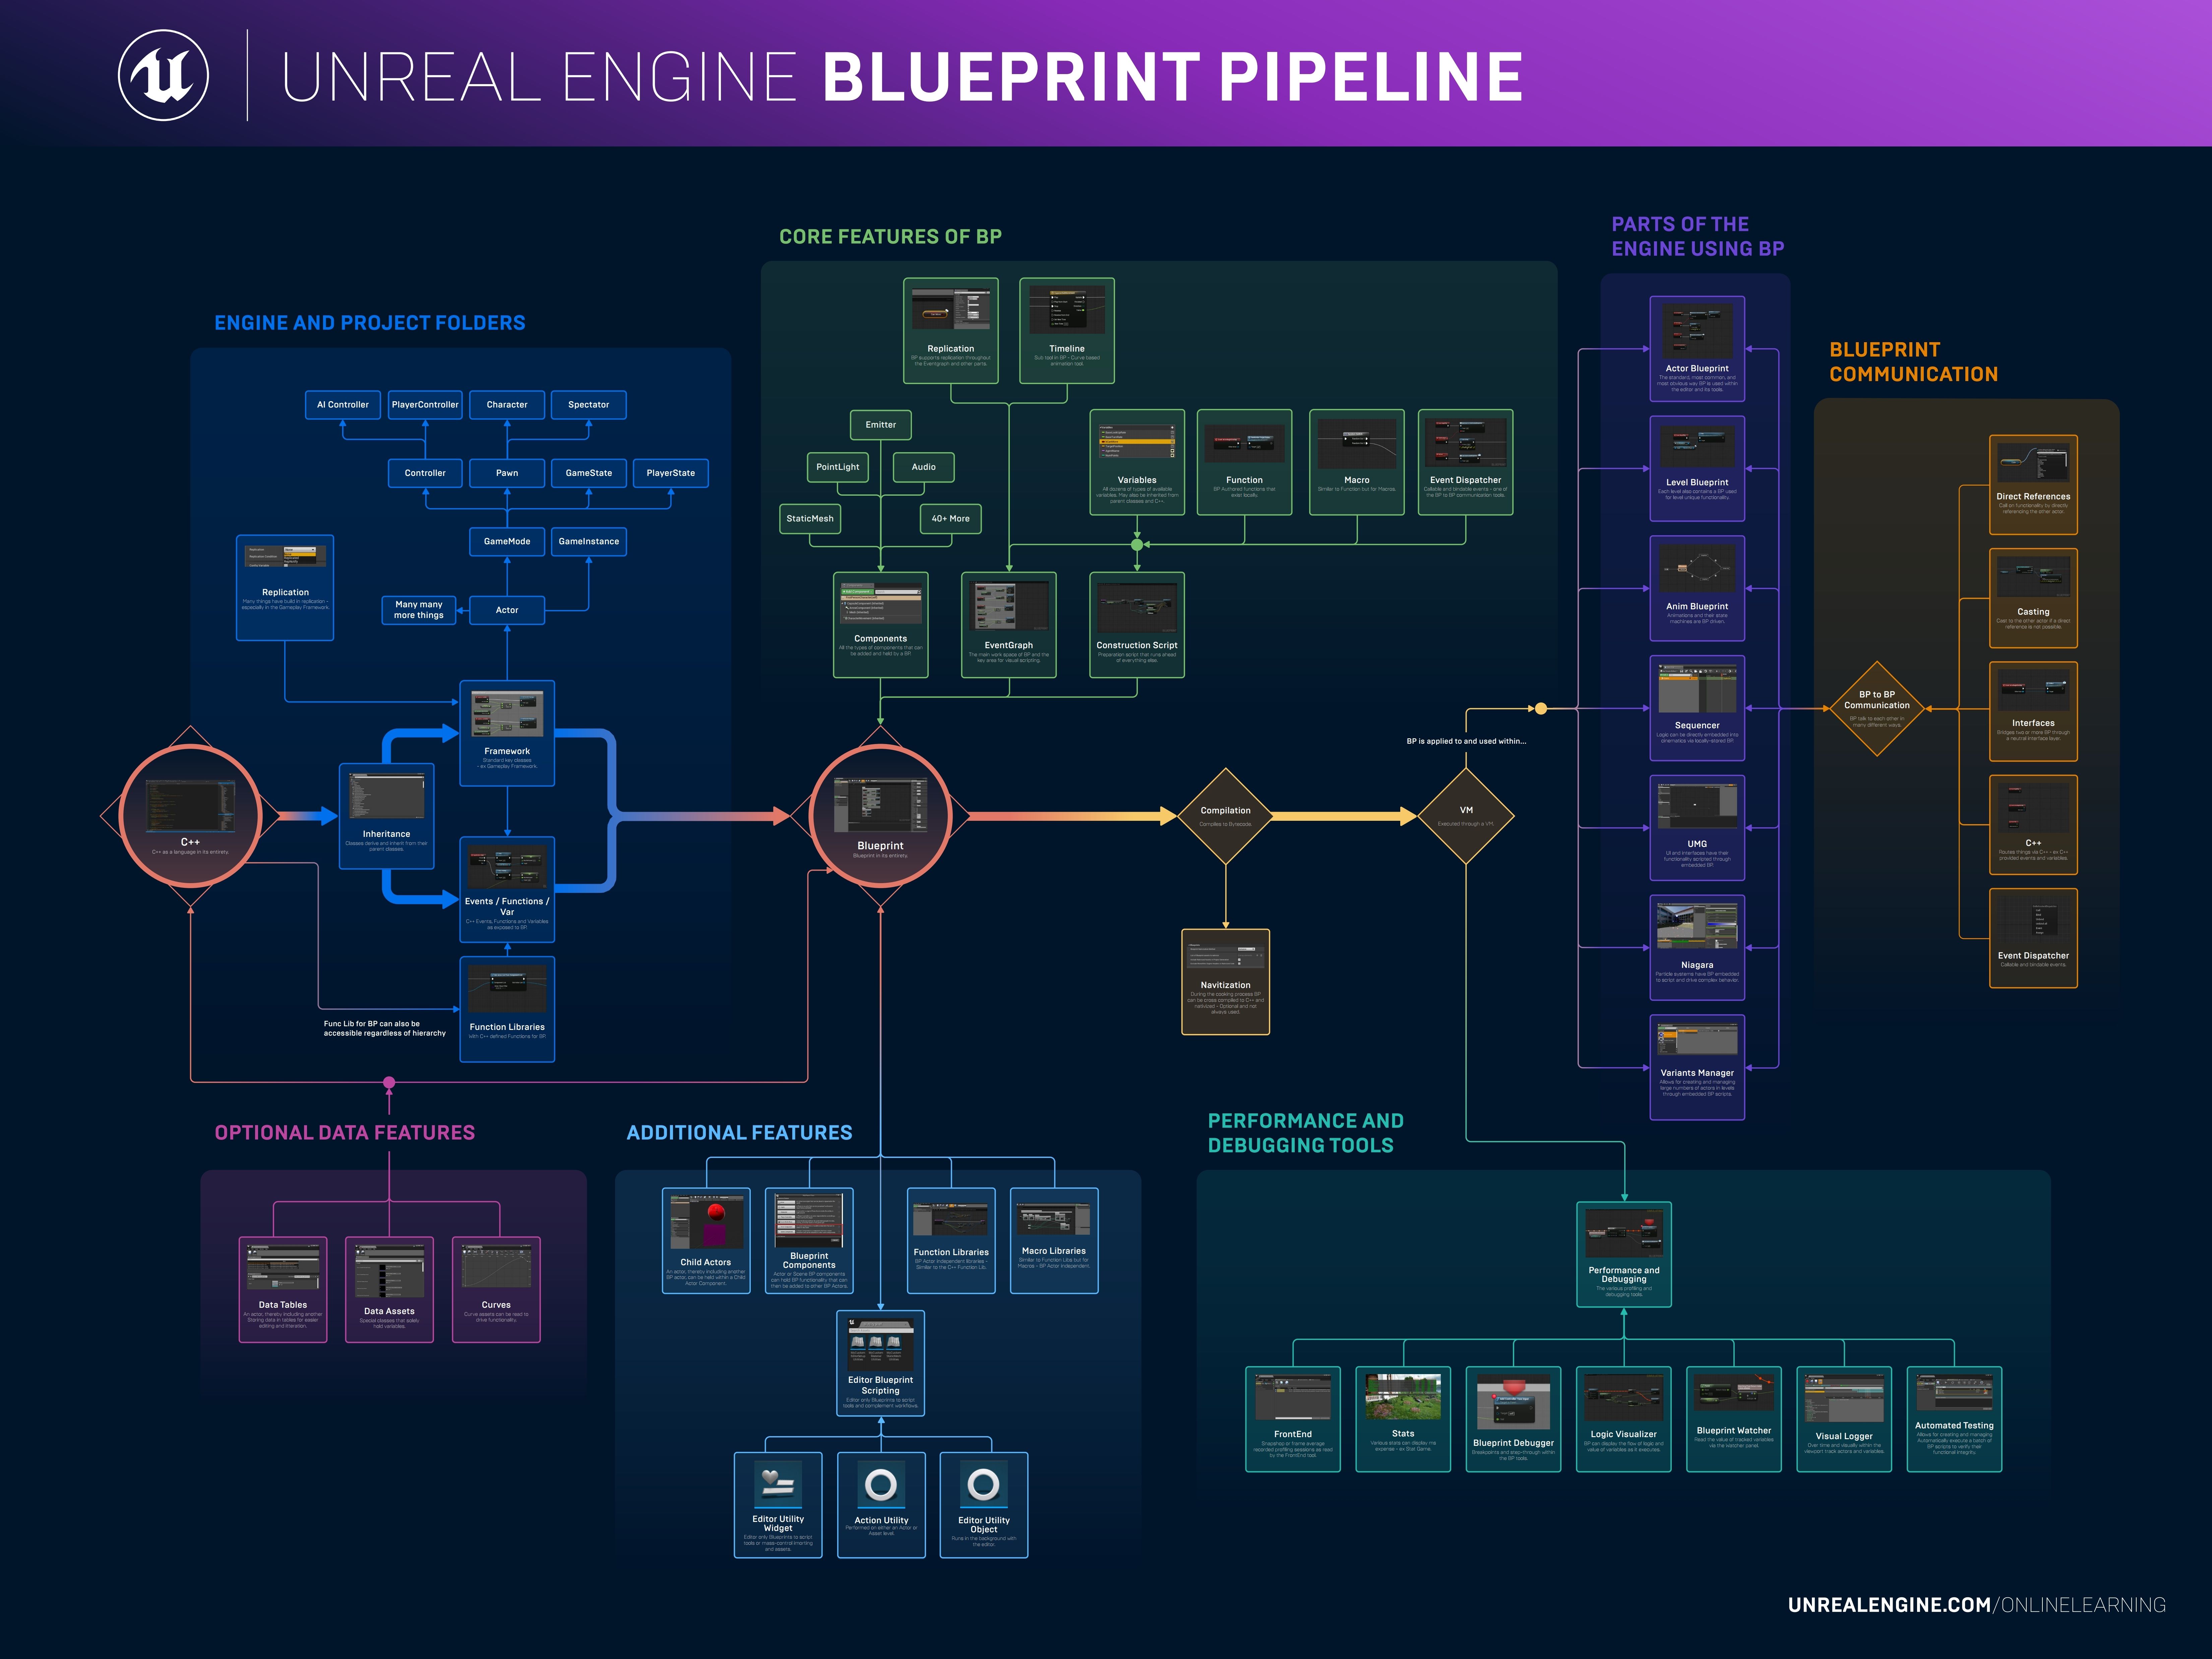 UNREAL ENGINE BLUEPRINT PIPELINE
ENGINE AND PROJECT FOLDERS
AI Controller
PlayerController
Character
Spectator
Controller
Pawn
GameState
PlayerState
GameMode
GameInstance
Many many
more things
Actor
Replication
Many things have build in replication -
especially in the Gameplay Framework.
Framework
Standard key classes
- ex Gameplay Framework.
C++
C++ as a language in its entirety.
Inheritance
Classes derive and inherit from their
parent classes.
Events / Functions /
Var
C++ Events, Functions and Variables
as exposed to BP.
Function Libraries
With C++ defined Functions for BP.
Func Lib for BP can also be
accessible regardless of hierarchy
CORE FEATURES OF BP
Replication
BP supports replication throughout
the Eventgraph and other parts.
Timeline
Sub tool in BP - Curve based
animation tool.
Emitter
PointLight
Audio
StaticMesh
40+ More
Variables
All dozens of types of available
variables. May also be inherited from
parent classes and C++.
Function
BP Authored functions that
exist locally.
Macro
Similar to Function but for Macros.
Event Dispatcher
Callable and bindable events - one of
the BP to BP communication tools.
Components
All the types of components that can
be added and held by a BP.
EventGraph
The main work space of BP and the
key area for visual scripting.
Construction Script
Preparation script that runs ahead
of everything else.
Blueprint
Blueprint in its entirety.
Compilation
Compiles to Bytecode.
VM
Executed through a VM.
BP is applied to and used within...
Navitization
During the cooking process BP
can be cross compiled to C++ and
nativized - Optional and not
always used.
PARTS OF THE
ENGINE USING BP
Actor Blueprint
The standard, most common, and
most obvious way BP is used within
the editor and its tools.
Level Blueprint
Each level also contains a BP used
for level unique functionality.
Anim Blueprint
Animations and their state
machines are BP driven.
Sequencer
Logic can be directly embedded into
cinematics via locally-stored BP.
UMG
UI and Interfaces have their
functionality scripted through
embedded BP.
Niagara
Particle systems have BP embedded
to script and drive complex behavior.
Variants Manager
Allows for creating and managing
large numbers of actors in levels
through embedded BP scripts.
BLUEPRINT
COMMUNICATION
BP to BP
Communication
BP talk to each other in
many different ways.
Direct References
Call on functionality by directly
referencing the other actor.
Casting
Cast to the other actor if a direct
reference is not possible.
Interfaces
Bridges two or more BP through
a neutral interface level.
C++
Routes things via C++ - ex C++
provided events and variables.
Event Dispatcher
Callable and bindable events.
OPTIONAL DATA FEATURES
Data Tables
An actor, thereby including another
Storing data in tables for easier
editing and iteration.
Data Assets
Special classes that solely
hold variables.
Curves
Curve assets can be read to
drive functionality.
ADDITIONAL FEATURES
Child Actors
An actor, thereby including another
BP actor, can be held within a Child
Actor Component.
Blueprint
Components
Actor or Scene BP components
can hold BP functionality that can
then be added to other BP Actors.
Function Libraries
BP Actor Independent libraries -
Similar to the C++ Function Lib.
Macro Libraries
Similar to Function Libs but for
Macros - BP Actor Independent.
Editor Blueprint
Scripting
Editor only Blueprints to script
tools and complement workflows.
Editor Utility
Widget
Editor only Blueprints to script
and assets.
Action Utility
Performed on either an Actor or
Asset level.
Editor Utility
Object
Runs in the background with
the editor.
PERFORMANCE AND
DEBUGGING TOOLS
Performance and
Debugging
The various profiling and
debugging tools.
FrontEnd
Snapshop or frame average
recorded profiling sessions as read
by the FrontEnd tool.
Stats
Various stats can display ms
expense - ex Stat Game.
Blueprint Debugger
Breakpoints and step-through within
the BP tools.
Logic Visualizer
BP can display the flow of logic and
value of variables as it executes.
Blueprint Watcher
Read the value of tracked variables
via the Watcher panel.
Visual Logger
Over time and visually within the
viewport track actors and variables.
Automated Testing
Allows for creating and managing
Automatically execute a batch of
BP scripts to verify their
functional integrity.
UNREALENGINE.COM/ONLINELEARNING